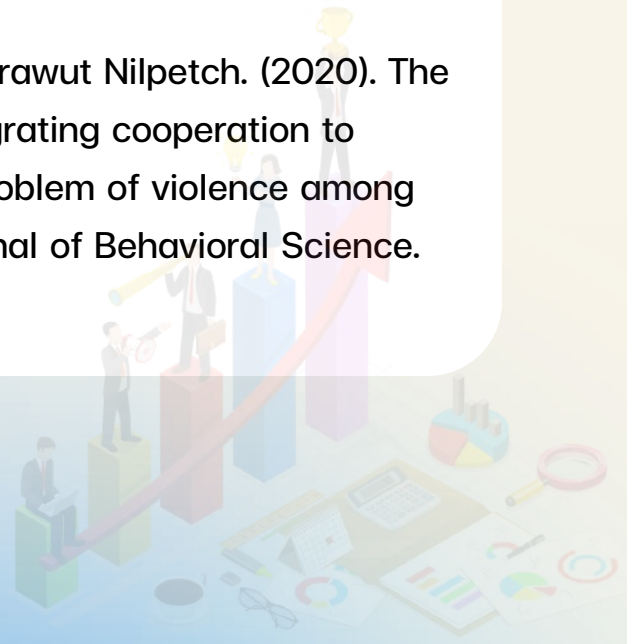 rawut Nilpetch. (2020). The
grating cooperation to
oblem of violence among
nal of Behavioral Science.